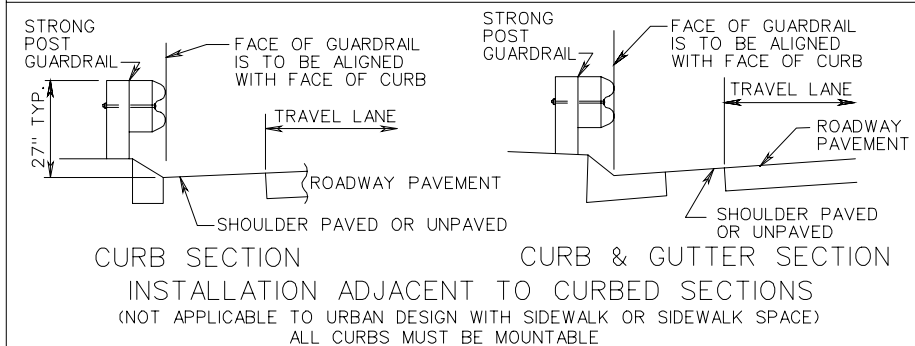 STRONG
POST
GUARDRAIL
FACE OF GUARDRAIL
IS TO BE ALIGNED
WITH FACE OF CURB
27" TYP.
TRAVEL LANE
ROADWAY PAVEMENT
SHOULDER PAVED OR UNPAVED
CURB SECTION
STRONG
POST
GUARDRAIL
FACE OF GUARDRAIL
IS TO BE ALIGNED
WITH FACE OF CURB
TRAVEL LANE
ROADWAY
PAVEMENT
SHOULDER PAVED
OR UNPAVED
CURB & GUTTER SECTION
INSTALLATION ADJACENT TO CURBED SECTIONS
(NOT APPLICABLE TO URBAN DESIGN WITH SIDEWALK OR SIDEWALK SPACE)
ALL CURBS MUST BE MOUNTABLE